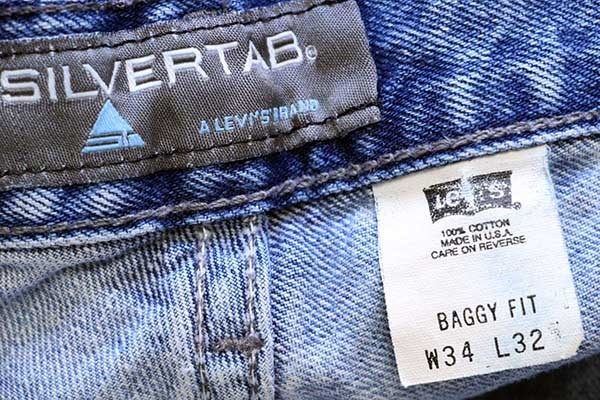 SILVERTAB®
A LEVI'S BRAND
LEVI'S ®
100% COTTON
MADE IN U.S.A.
CARE ON REVERSE
BAGGY FIT
W34 L32